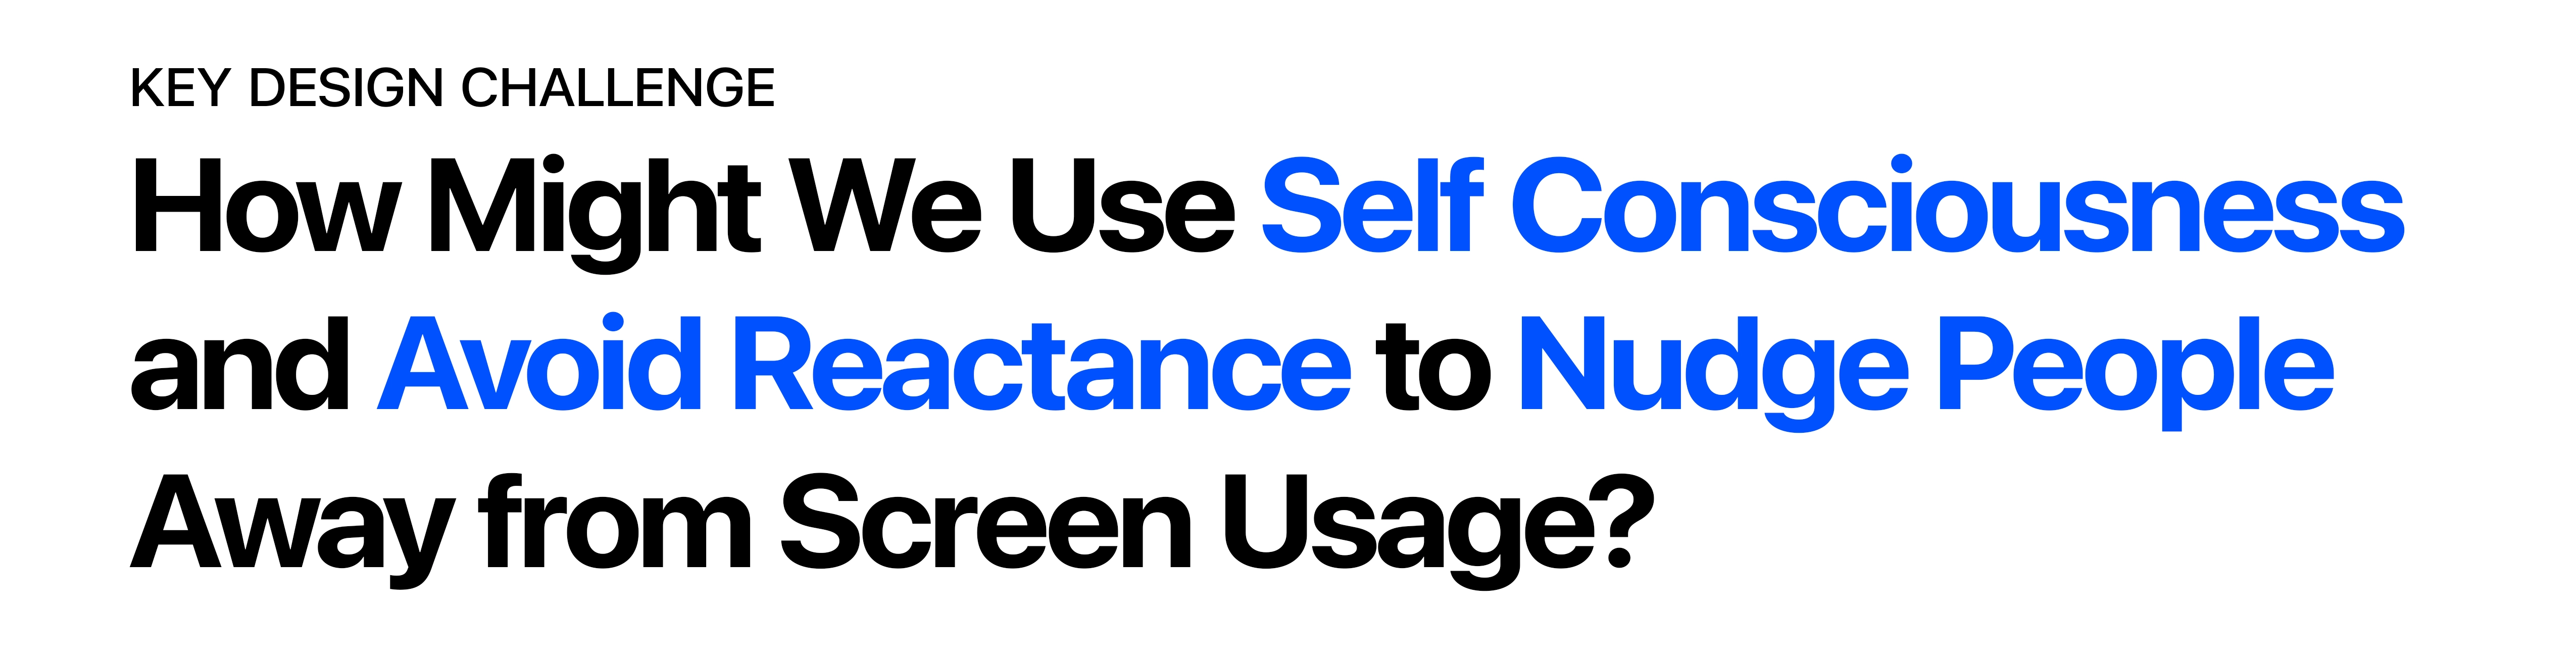 KEY DESIGN CHALLENGE
How Might We Use Self Consciousness
and Avoid Reactance to Nudge People
Away from Screen Usage?